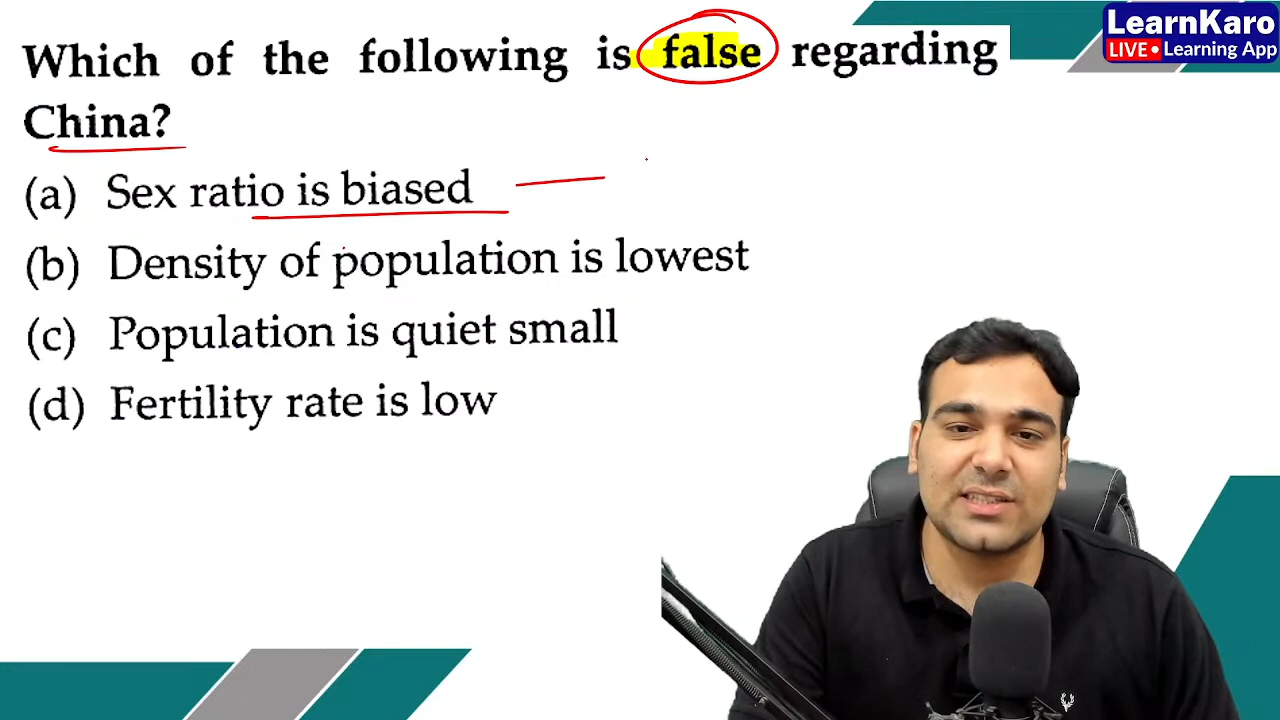 LearnKaro
LIVE • Learning App
Which of the following is false regarding
China?
(a) Sex ratio is biased
(b) Density of population is lowest
(c) Population is quiet small
(d) Fertility rate is low